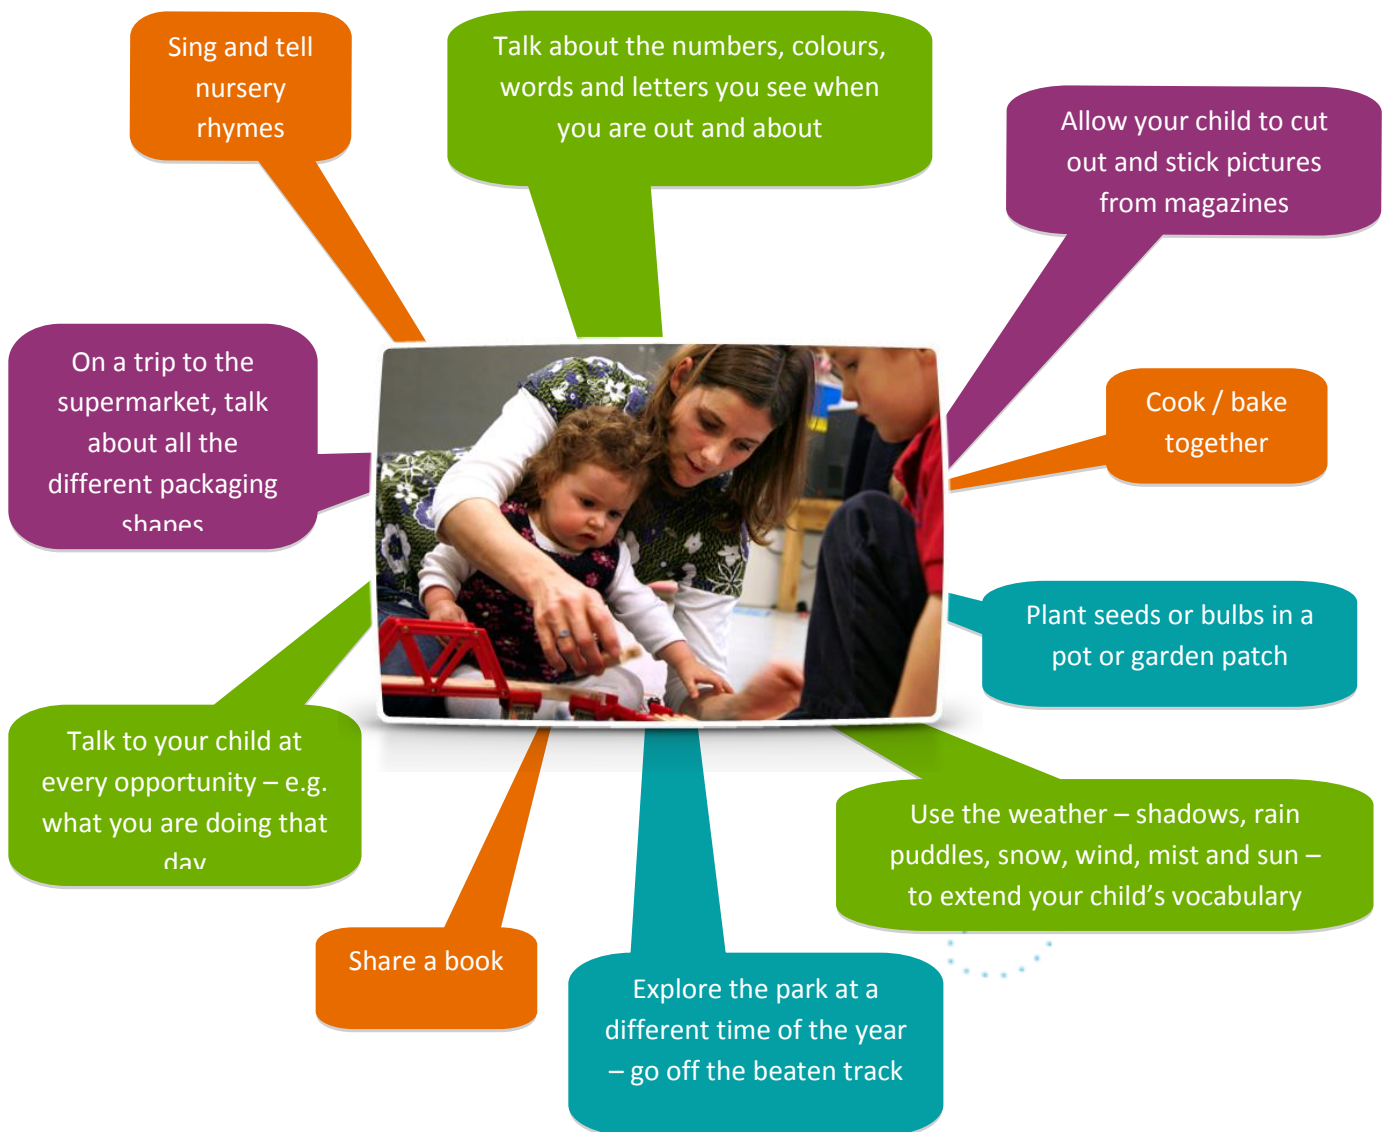 Sing and tell
nursery
rhymes
Talk about the numbers, colours,
words and letters you see when
you are out and about
Allow your child to cut
out and stick pictures
from magazines
On a trip to the
supermarket, talk
about all the
different packaging
shapes
Cook / bake
together
Plant seeds or bulbs in a
pot or garden patch
Talk to your child at
every opportunity – e.g.
what you are doing that
day
Use the weather – shadows, rain
puddles, snow, wind, mist and sun –
to extend your child’s vocabulary
Share a book
Explore the park at a
different time of the year
– go off the beaten track